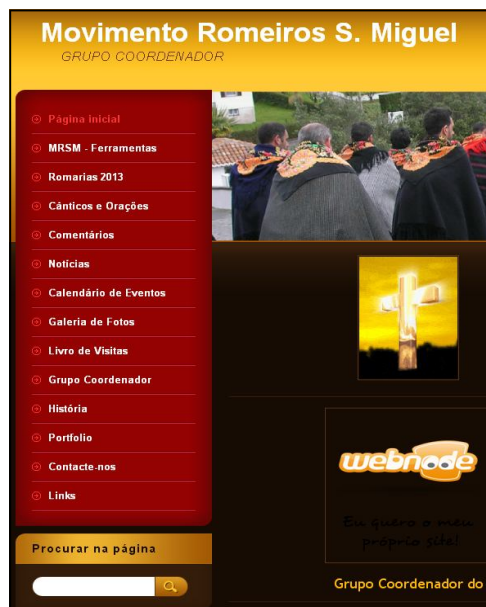 Movimento Romeiros S. Miguel
GRUPO COORDENADOR
Página inicial
MRSM - Ferramentas
Romarias 2013
Cânticos e Orações
Comentários
Notícias
Calendário de Eventos
Galeria de Fotos
Livro de Visitas
Grupo Coordenador
História
Portfolio
Contacte-nos
Links
Procurar na página
webnode
Eu quero o meu
próprio site!
Grupo Coordenador do